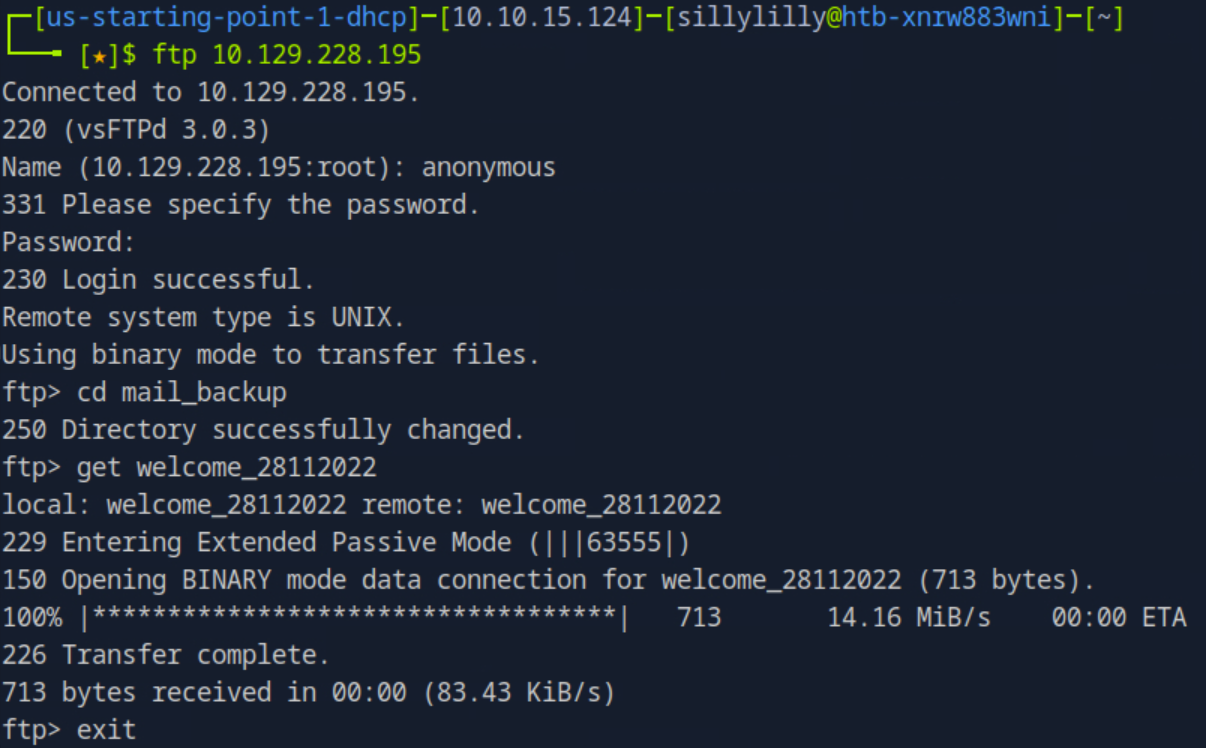 [us-starting-point-1-dhcp]-[10.10.15.124]-[sillylilly@htb-xnrw883wni]-[~]
[★]$ ftp 10.129.228.195
Connected to 10.129.228.195.
220 (vsFTPd 3.0.3)
Name (10.129.228.195:root): anonymous
331 Please specify the password.
Password:
230 Login successful.
Remote system type is UNIX.
Using binary mode to transfer files.
ftp> cd mail_backup
250 Directory successfully changed.
ftp> get welcome_28112022
local: welcome_28112022 remote: welcome_28112022
229 Entering Extended Passive Mode (|||63555|)
150 Opening BINARY mode data connection for welcome_28112022 (713 bytes).
100% |***********************************| 713 14.16 MiB/s 00:00 ETA
226 Transfer complete.
713 bytes received in 00:00 (83.43 KiB/s)
ftp> exit